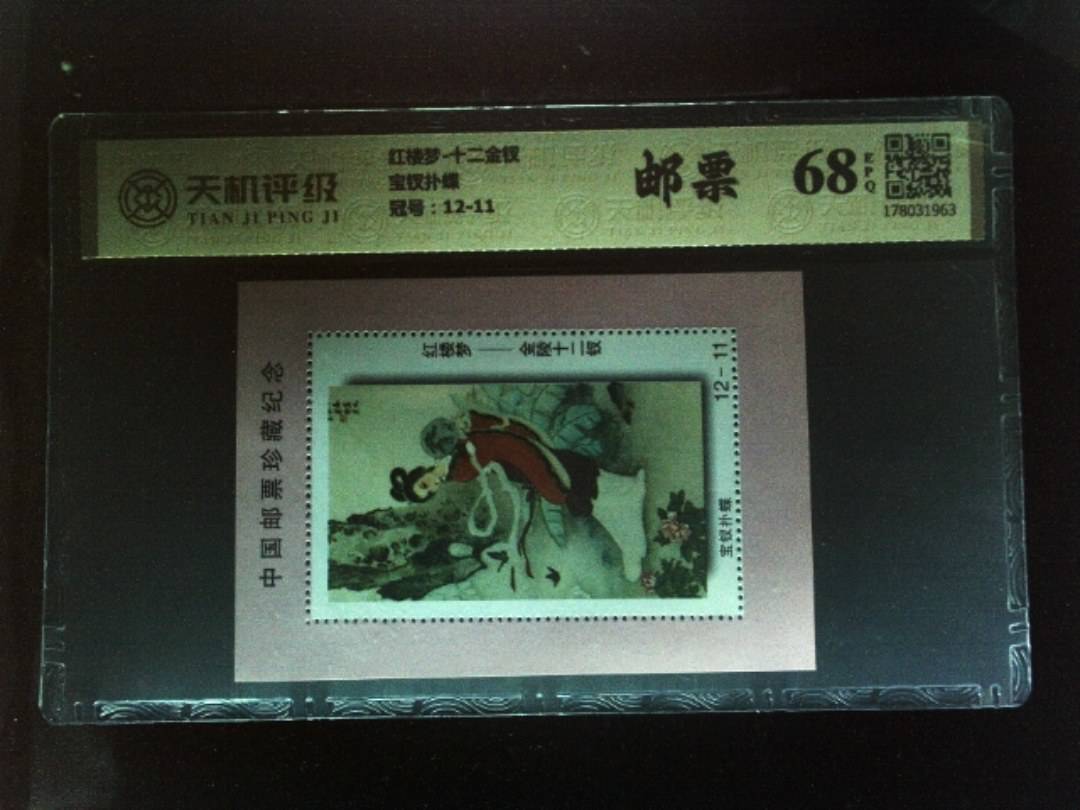 天机评级
TIAN JI PING JI
红楼梦-十二金钗
宝钗扑蝶
冠号：12-11
邮票
68
EPQ
178031963
中国邮票珍藏纪念
红楼梦——金陵十二钗
12-11
宝钗扑蝶